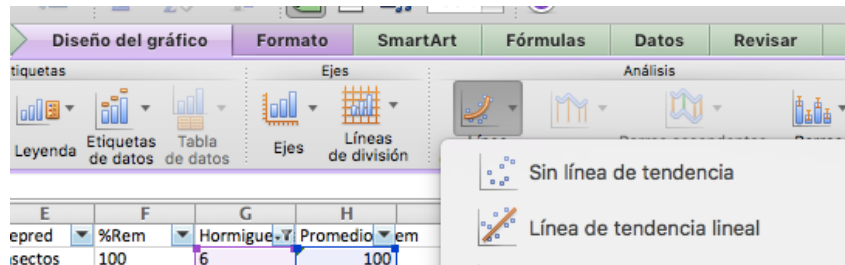 Diseño del gráfico Formato SmartArt Fórmulas Datos Revisar
tiquetas Ejes Análisis
Leyenda Etiquetas de datos Tabla de datos Ejes Líneas de división
Sin línea de tendencia
Línea de tendencia lineal
E F G H
epred %Rem Hormigue Promedio em
sectos 100 6 100